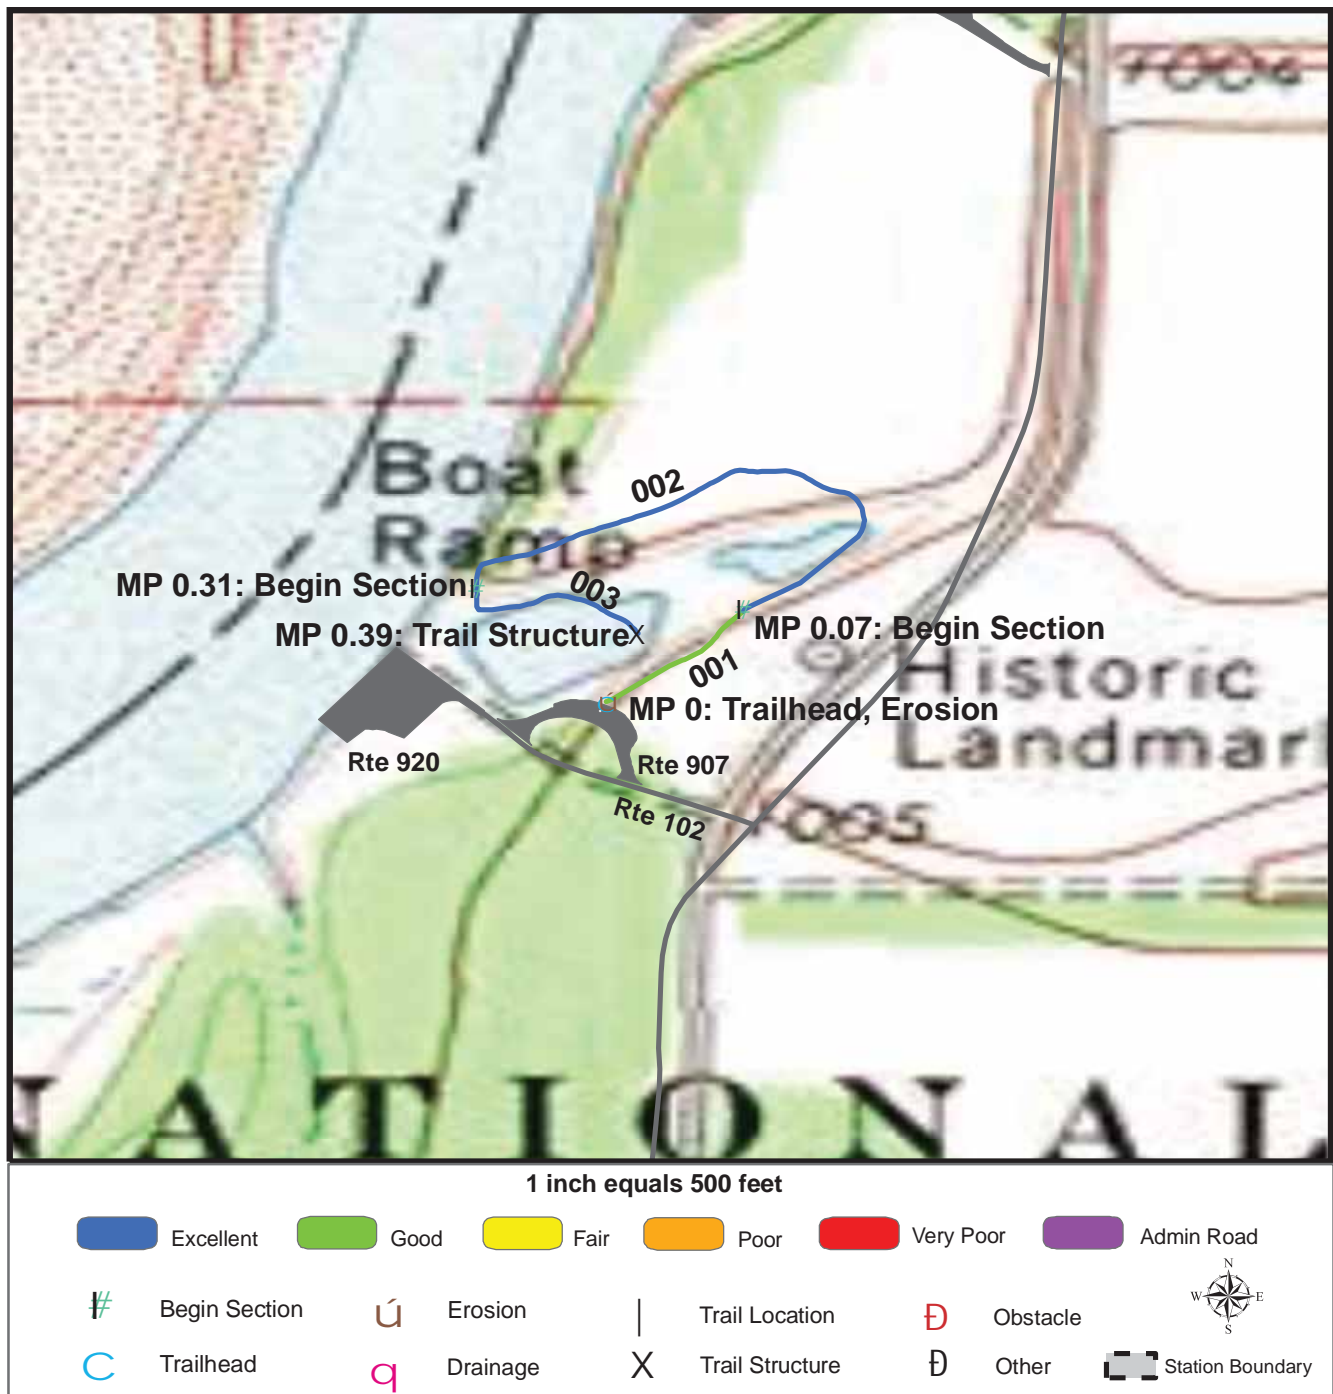 +004
Boat
Ramp
002
003
MP 0.31: Begin Section
MP 0.39: Trail Structure
X
MP 0.07: Begin Section
001
Historic
Landmark
MP 0: Trailhead, Erosion
Rte 920
Rte 907
Rte 102
+005
NATIONAL
1 inch equals 500 feet
Excellent
Good
Fair
Poor
Very Poor
Admin Road
# Begin Section
ú Erosion
| Trail Location
Đ Obstacle
C Trailhead
q Drainage
X Trail Structure
Đ Other
Station Boundary
N
W E
S